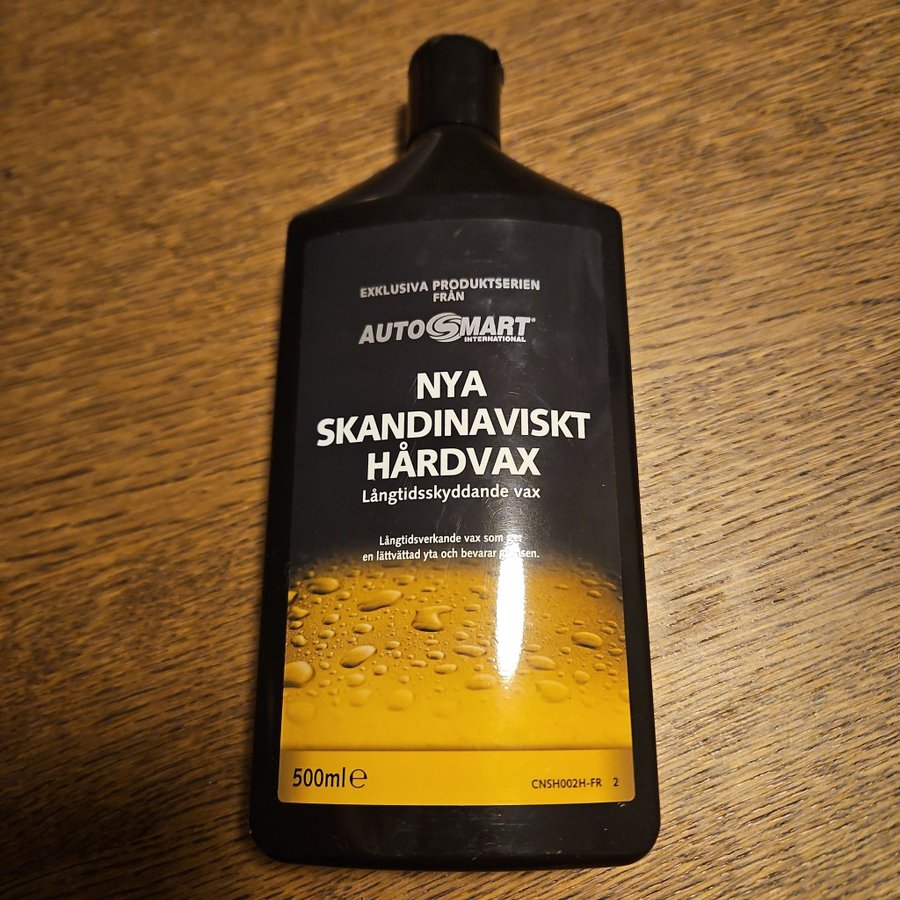 EXKLUSIVA PRODUKTSERIEN
FRÅN
AUTOSMART®
INTERNATIONAL
NYA
SKANDINAVISKT
HÅRDVAX
Långtidsskyddande vax
Långtidsverkande vax som
en lättvättad yta och bevarar
500ml℮
CNSH002H-FR 2